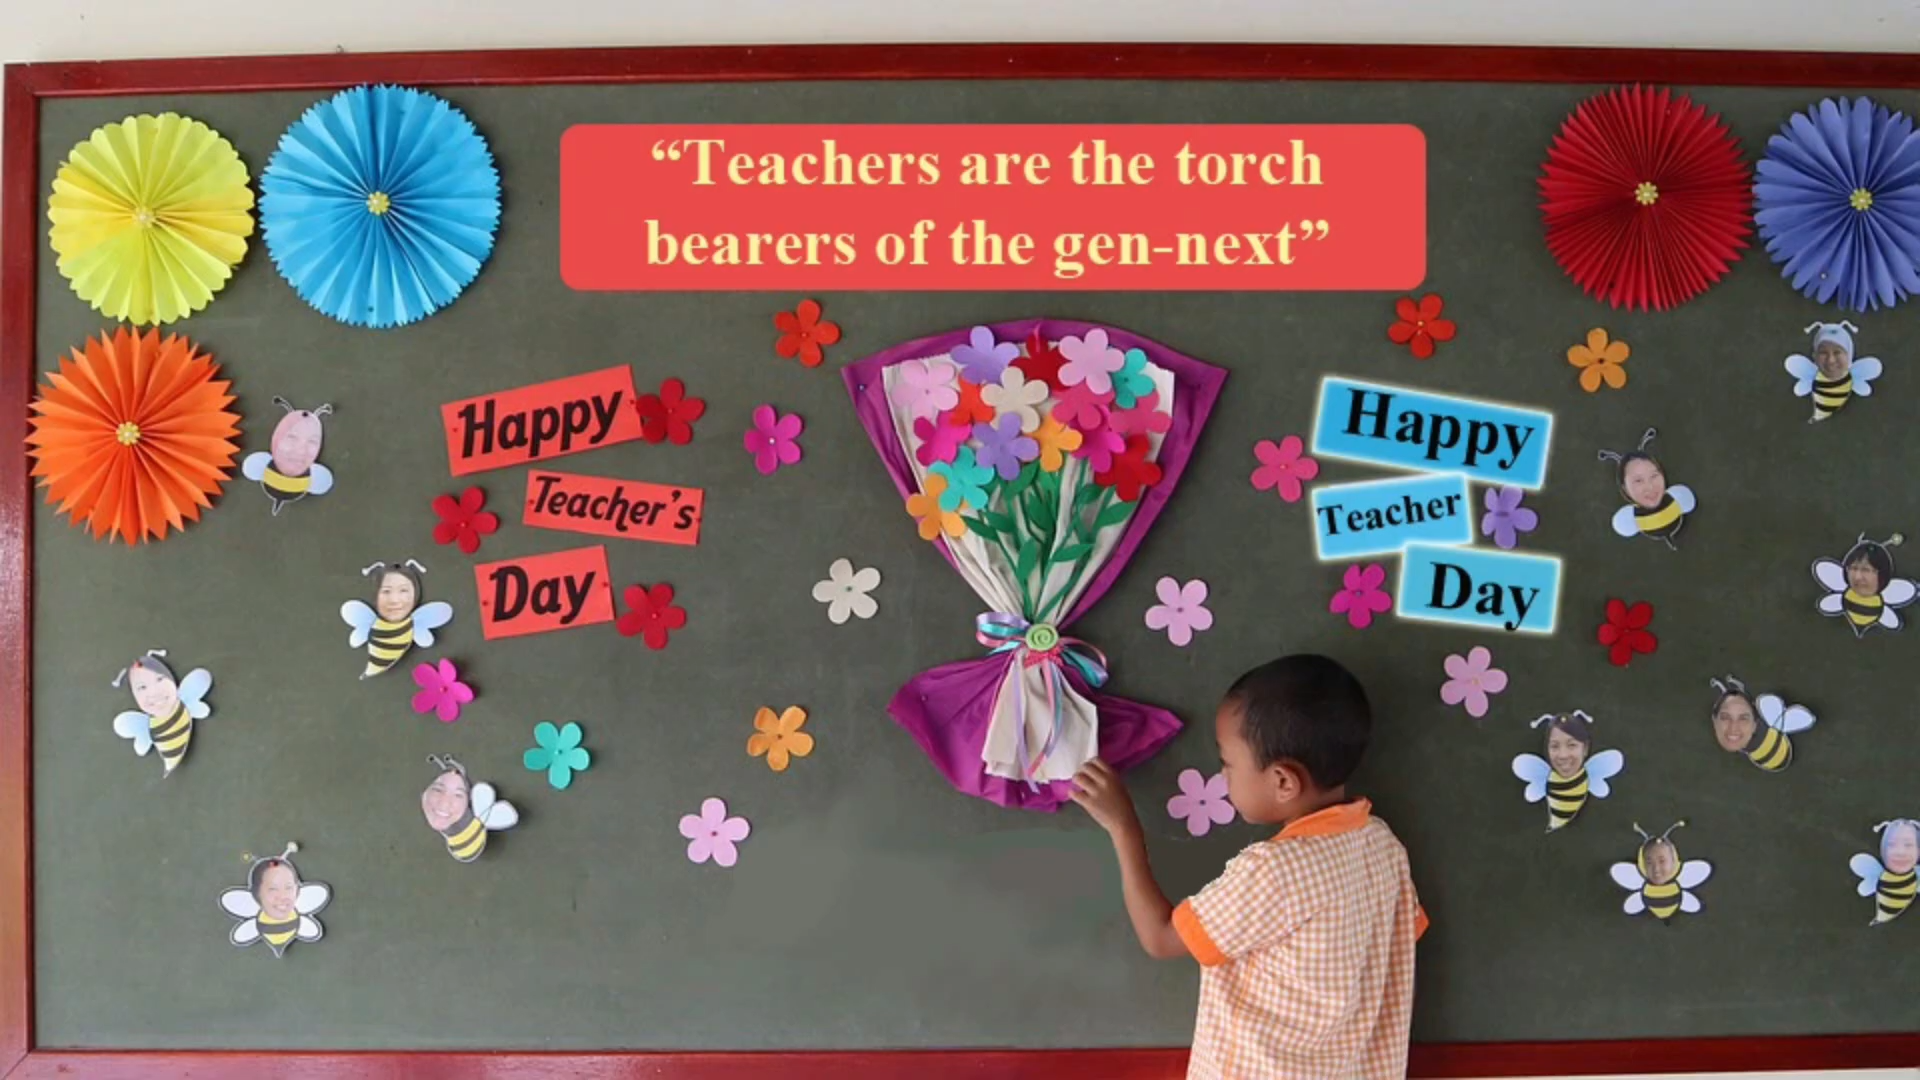 “Teachers are the torch
bearers of the gen-next”
Happy
Teacher's
Day
Happy
Teacher
Day